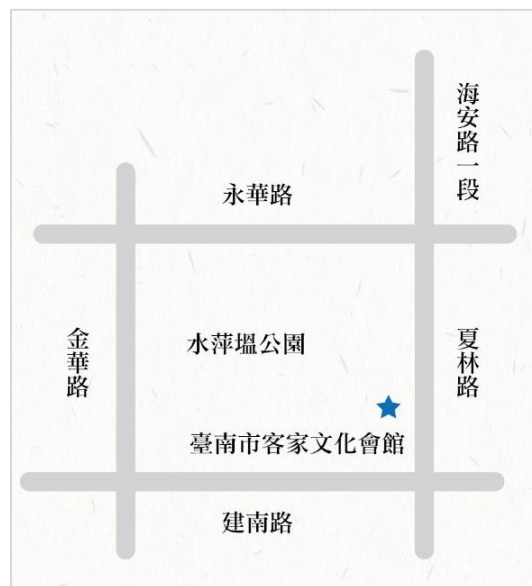 海安路一段
永華路
金華路
水萍塭公園
夏林路
臺南市客家文化會館
建南路